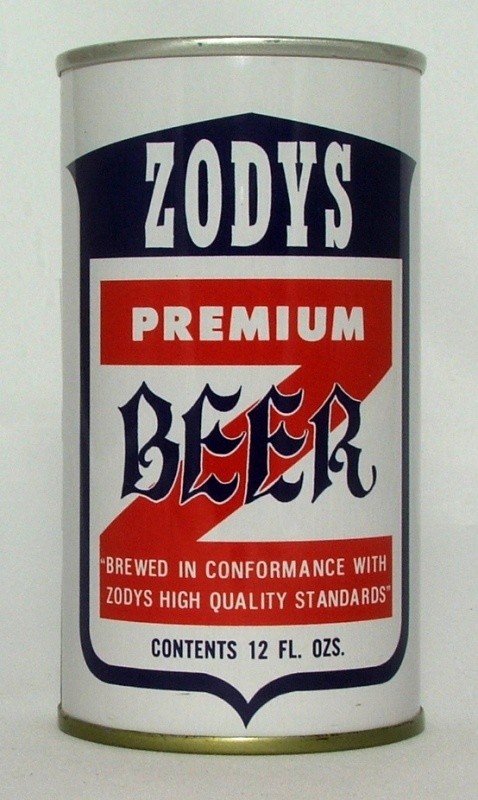 ZODYS
PREMIUM
BEER
“BREWED IN CONFORMANCE WITH
ZODYS HIGH QUALITY STANDARDS”
CONTENTS 12 FL. OZS.